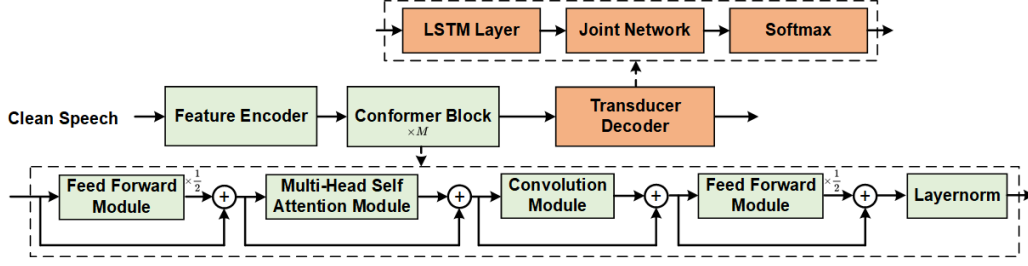 LSTM Layer
Joint Network
Softmax
Clean Speech
Feature Encoder
Conformer Block
×M
Transducer
Decoder
Feed Forward
Module
×1/2
+
Multi-Head Self
Attention Module
+
Convolution
Module
+
Feed Forward
Module
×1/2
+
Layernorm